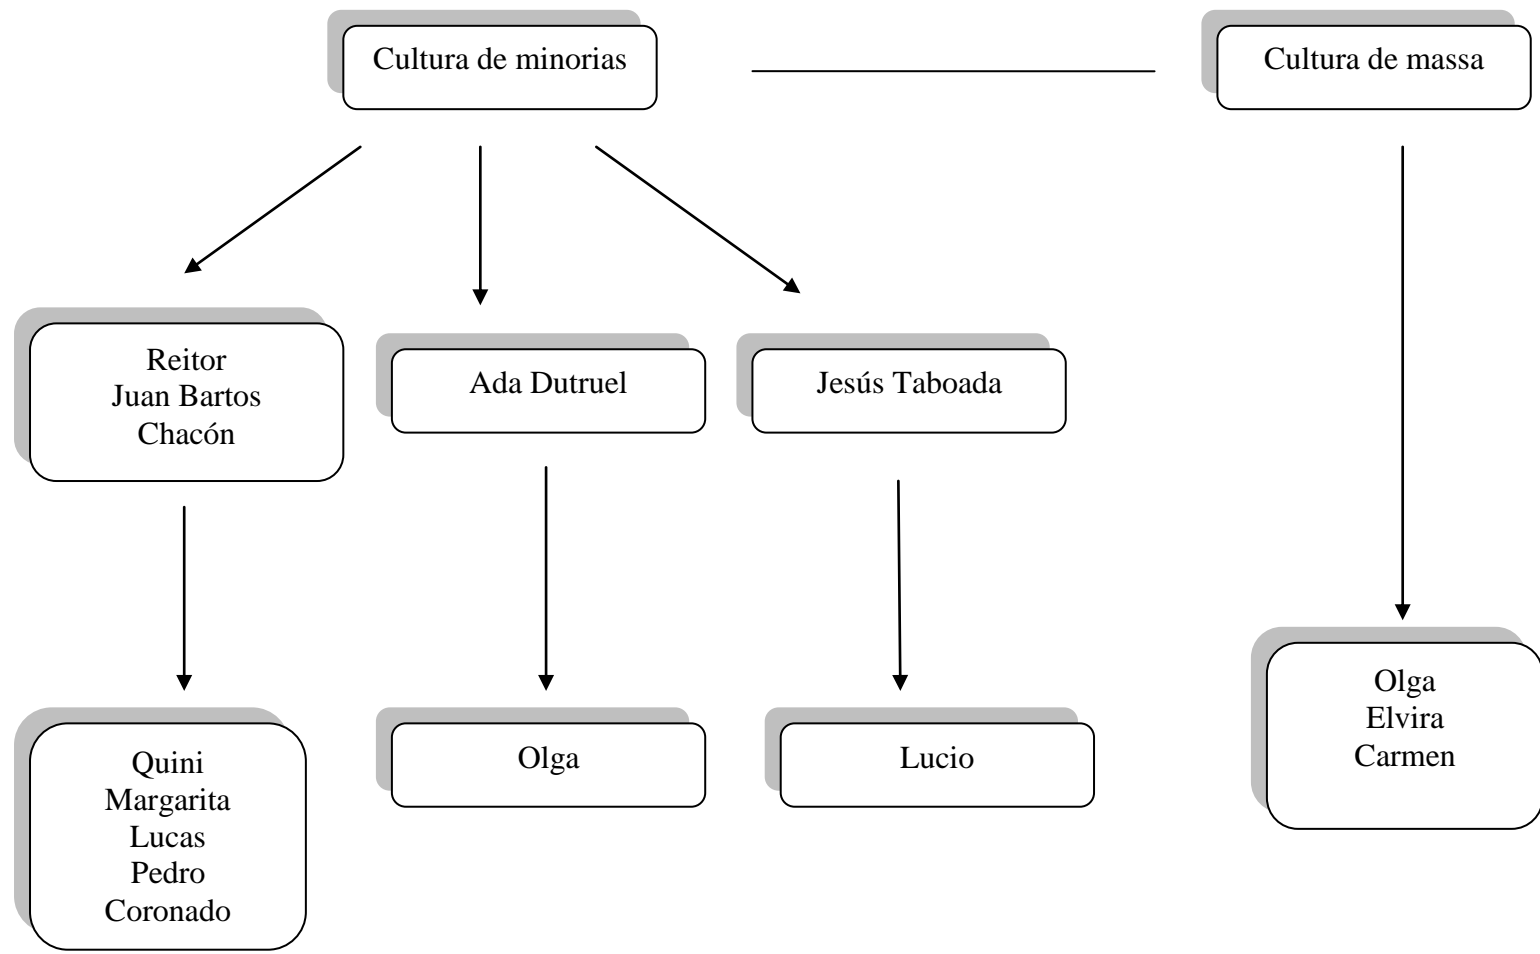 Cultura de minorias
Cultura de massa
Reitor
Juan Bartos
Chacón
Ada Dutruel
Jesús Taboada
Quini
Margarita
Lucas
Pedro
Coronado
Olga
Lucio
Olga
Elvira
Carmen